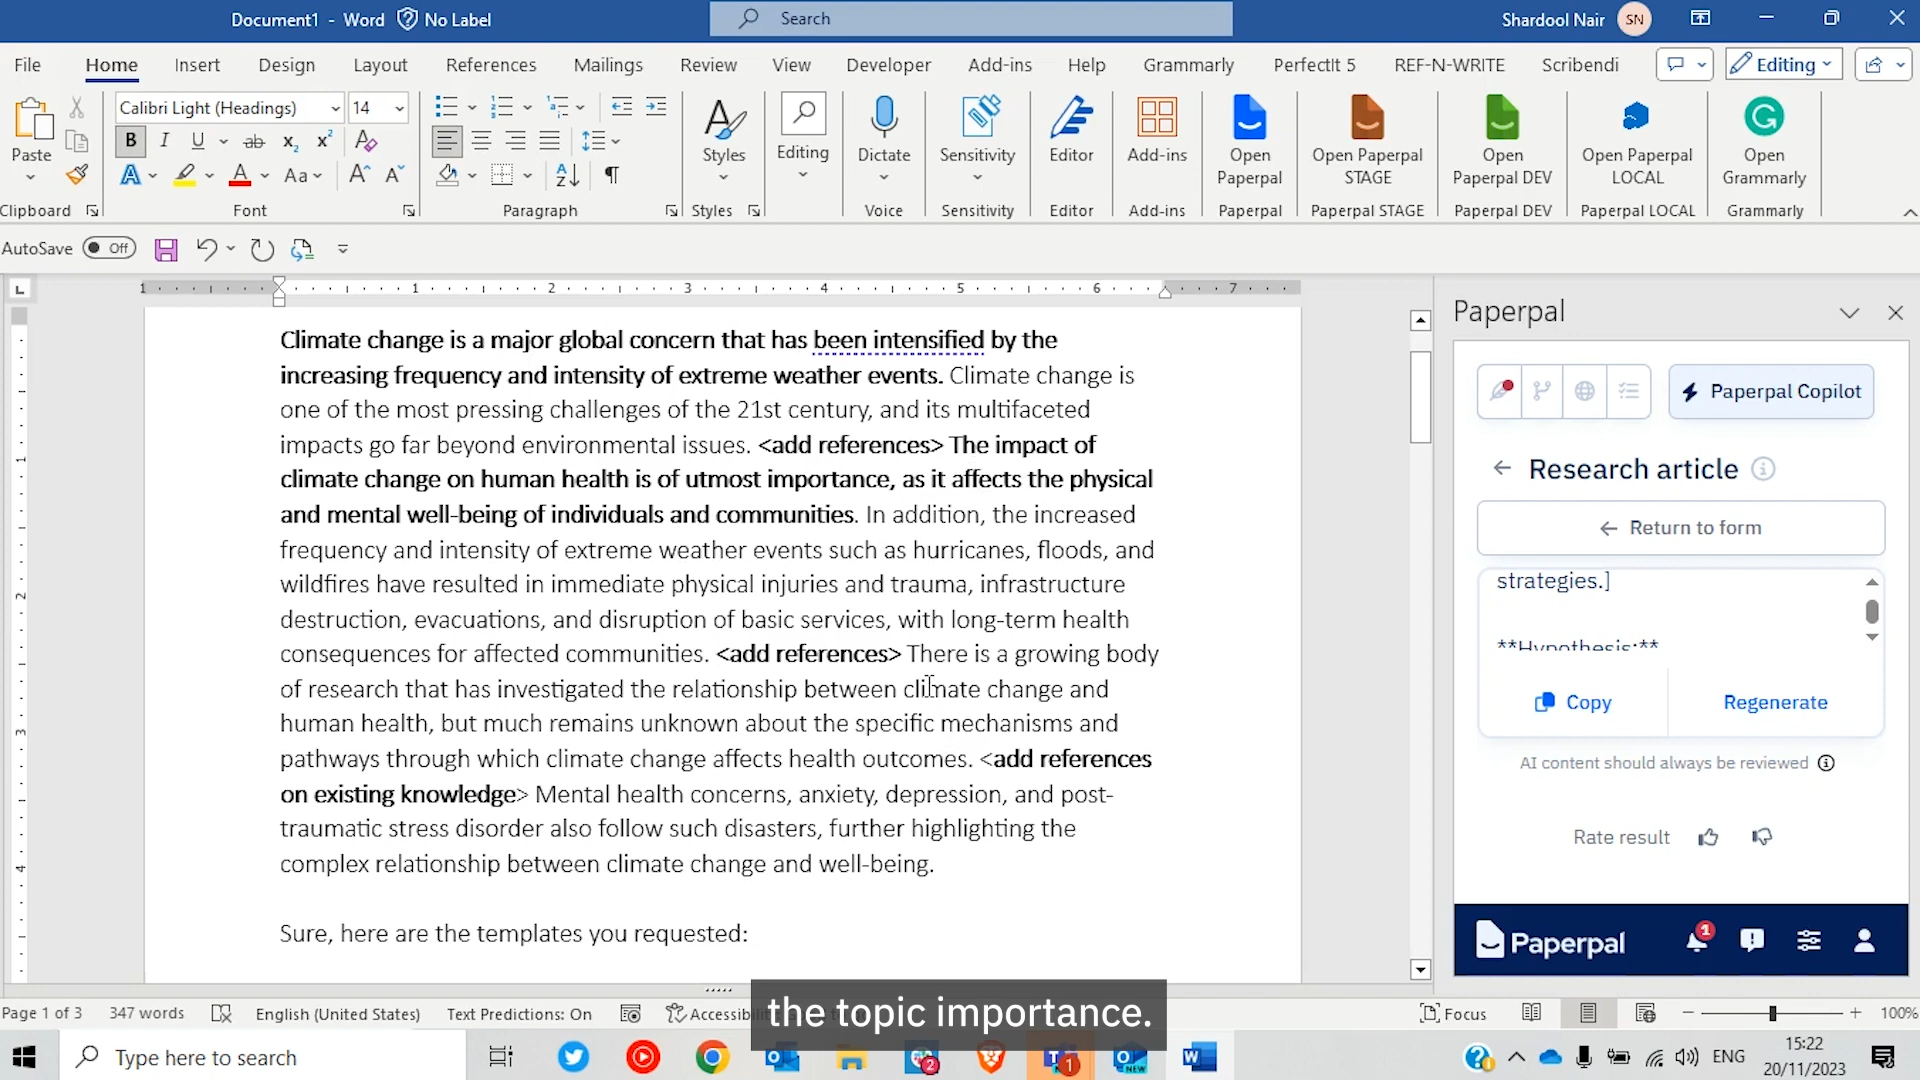 Document1 - Word No Label
Search
Shardool Nair SN
File Home Insert Design Layout References Mailings Review View Developer Add-ins Help Grammarly PerfectIt 5 REF-N-WRITE Scribendi Editing
Calibri Light (Headings) 14
Paste
Styles Editing Dictate Sensitivity Editor Add-ins
Open Paperpal
Open Paperpal STAGE
Open Paperpal DEV
Open Paperpal LOCAL
Open Grammarly
Clipboard Font Paragraph Styles Voice Sensitivity Editor Add-ins Paperpal Paperpal STAGE Paperpal DEV Paperpal LOCAL Grammarly
AutoSave Off
1 1 2 3 4 5 6 7
Climate change is a major global concern that has been intensified by the
increasing frequency and intensity of extreme weather events. Climate change is
one of the most pressing challenges of the 21st century, and its multifaceted
impacts go far beyond environmental issues. <add references> The impact of
climate change on human health is of utmost importance, as it affects the physical
and mental well-being of individuals and communities. In addition, the increased
frequency and intensity of extreme weather events such as hurricanes, floods, and
wildfires have resulted in immediate physical injuries and trauma, infrastructure
destruction, evacuations, and disruption of basic services, with long-term health
consequences for affected communities. <add references> There is a growing body
of research that has investigated the relationship between climate change and
human health, but much remains unknown about the specific mechanisms and
pathways through which climate change affects health outcomes. <add references
on existing knowledge> Mental health concerns, anxiety, depression, and post-
traumatic stress disorder also follow such disasters, further highlighting the
complex relationship between climate change and well-being.
Sure, here are the templates you requested:
Paperpal
Paperpal Copilot
Research article
Return to form
strategies.]
**Hypothesis:**
Copy Regenerate
AI content should always be reviewed
Rate result
Paperpal 1
the topic importance.
Page 1 of 3 347 words English (United States) Text Predictions: On Focus 100%
Type here to search
2 1 NEW
ENG
15:22
20/11/2023